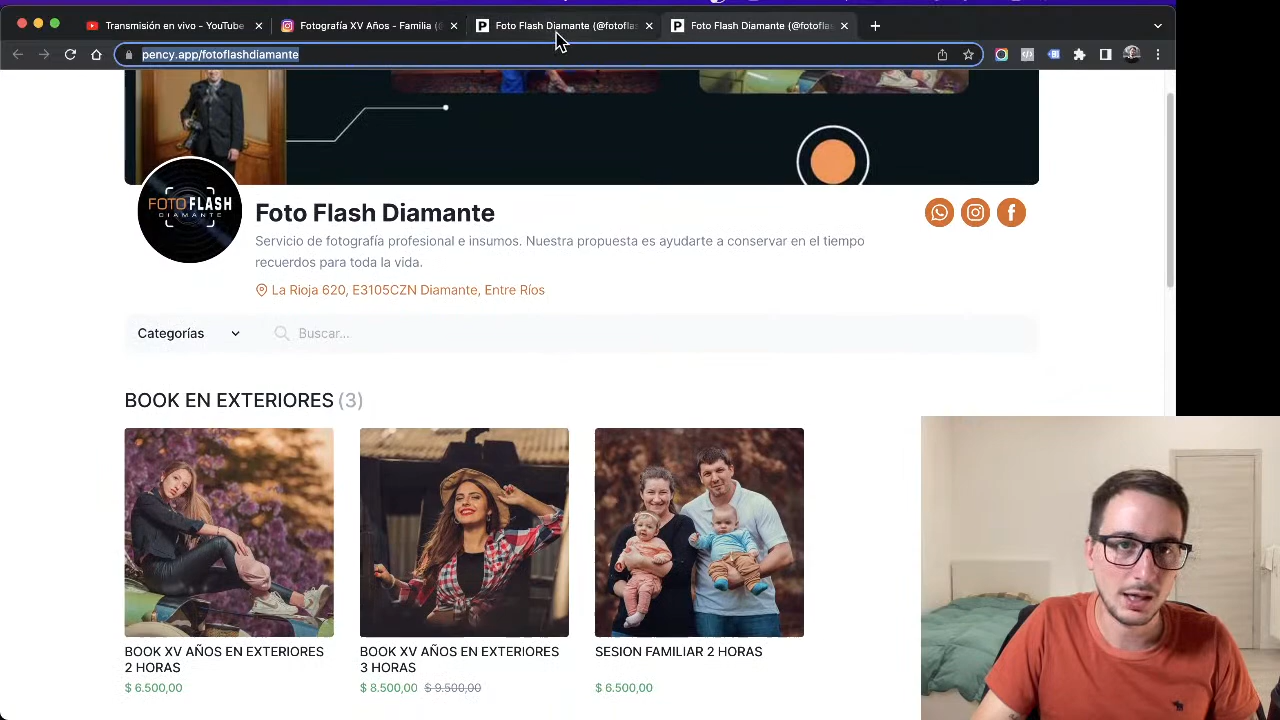 Transmisión en vivo - YouTube
Fotografía XV Años - Familia (
Foto Flash Diamante (@fotofla
Foto Flash Diamante (@fotofla
pency.app/fotoflashdiamante
FOTOFLASH
DIAMANTE
Foto Flash Diamante
Servicio de fotografía profesional e insumos. Nuestra propuesta es ayudarte a conservar en el tiempo
recuerdos para toda la vida.
La Rioja 620, E3105CZN Diamante, Entre Ríos
Categorías
Buscar...
BOOK EN EXTERIORES (3)
BOOK XV AÑOS EN EXTERIORES
2 HORAS
$ 6.500,00
BOOK XV AÑOS EN EXTERIORES
3 HORAS
$ 8.500,00 $ 9.500,00
SESION FAMILIAR 2 HORAS
$ 6.500,00